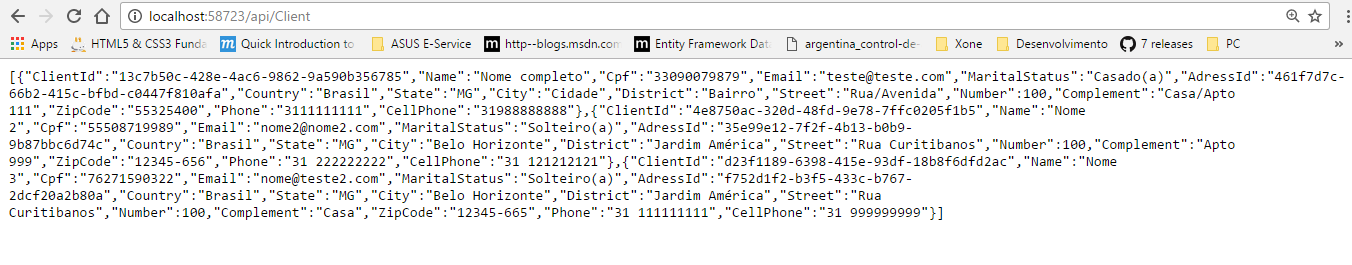 localhost:58723/api/Client
Apps HTML5 & CSS3 Funda Quick Introduction to ASUS E-Service http--blogs.msdn.com Entity Framework Data argentina_control-de- Xone Desenvolvimento 7 releases PC »
[{"ClientId":"13c7b50c-428e-4ac6-9862-9a590b356785","Name":"Nome completo","Cpf":"33090079879","Email":"teste@teste.com","MaritalStatus":"Casado(a)","AdressId":"461f7d7c-
66b2-415c-bfbd-c0447f810afa","Country":"Brasil","State":"MG","City":"Cidade","District":"Bairro","Street":"Rua/Avenida","Number":100,"Complement":"Casa/Apto
111","ZipCode":"55325400","Phone":"3111111111","CellPhone":"31988888888"},{"ClientId":"4e8750ac-320d-48fd-9e78-7ffc0205f1b5","Name":"Nome
2","Cpf":"55508719989","Email":"nome2@nome2.com","MaritalStatus":"Solteiro(a)","AdressId":"35e99e12-7f2f-4b13-b0b9-
9b87bbc6d74c","Country":"Brasil","State":"MG","City":"Belo Horizonte","District":"Jardim América","Street":"Rua Curitibanos","Number":100,"Complement":"Apto
999","ZipCode":"12345-656","Phone":"31 222222222","CellPhone":"31 121212121"},{"ClientId":"d23f1189-6398-415e-93df-18b8f6dfd2ac","Name":"Nome
3","Cpf":"76271590322","Email":"nome@teste2.com","MaritalStatus":"Solteiro(a)","AdressId":"f752d1f2-b3f5-433c-b767-
2dcf20a2b80a","Country":"Brasil","State":"MG","City":"Belo Horizonte","District":"Jardim América","Street":"Rua
Curitibanos","Number":100,"Complement":"Casa","ZipCode":"12345-665","Phone":"31 111111111","CellPhone":"31 999999999"}]